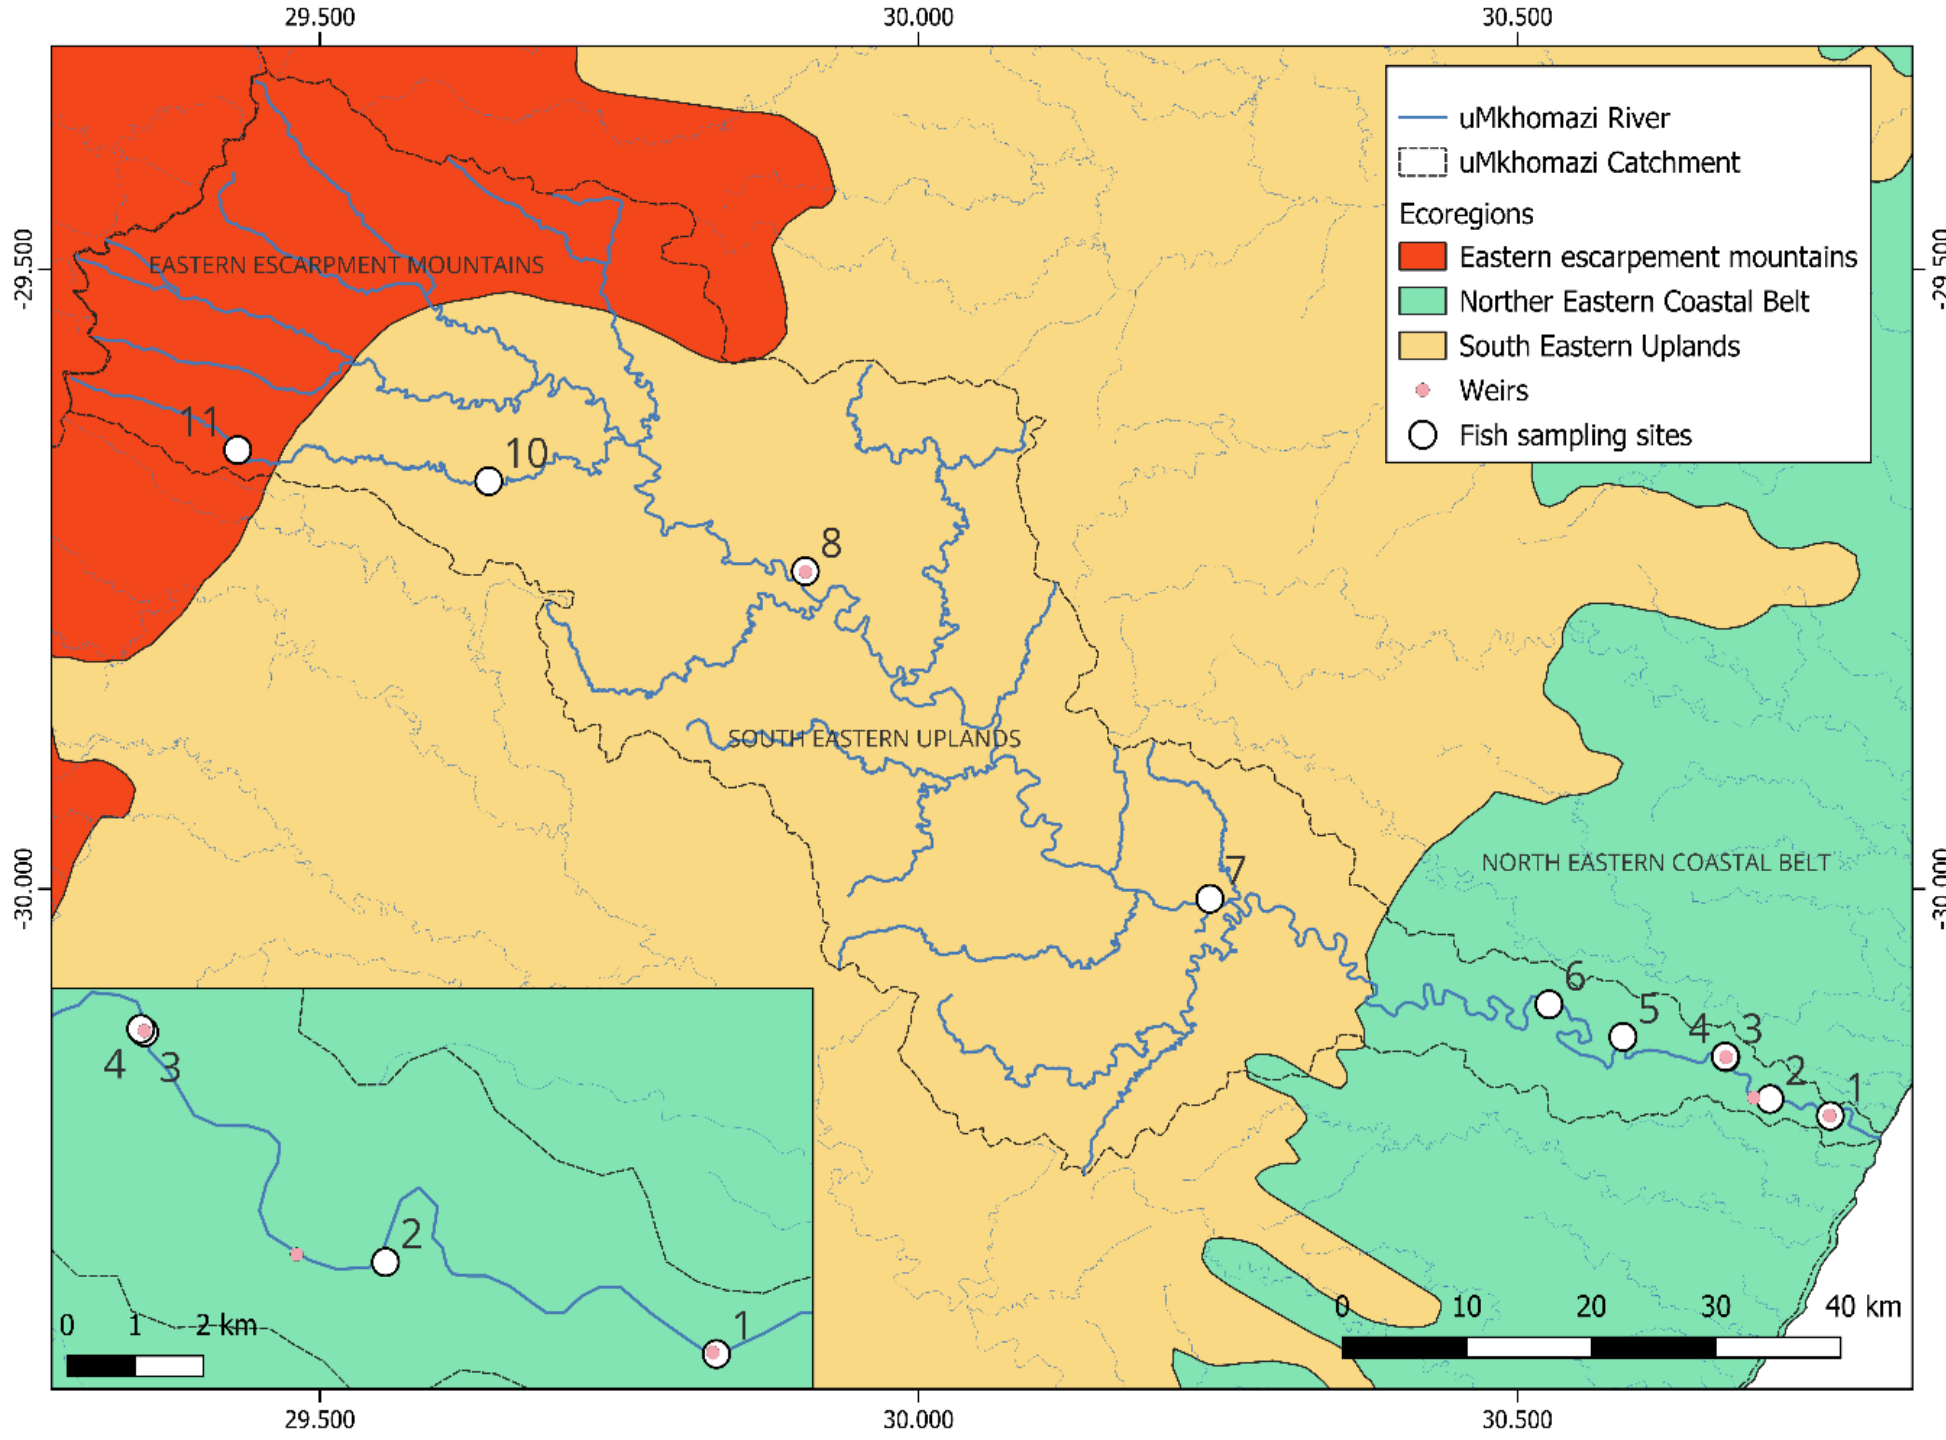 29.500 30.000 30.500
uMkhomazi River
uMkhomazi Catchment
Ecoregions
Eastern escarpement mountains
Norther Eastern Coastal Belt
South Eastern Uplands
Weirs
Fish sampling sites
-29.500
-29.500
EASTERN ESCARPMENT MOUNTAINS
11
10
8
SOUTH EASTERN UPLANDS
7
NORTH EASTERN COASTAL BELT
-30.000
-30.000
6
5
4 3
2
1
4 3
2
1
0 1 2 km
0 10 20 30 40 km
29.500 30.000 30.500